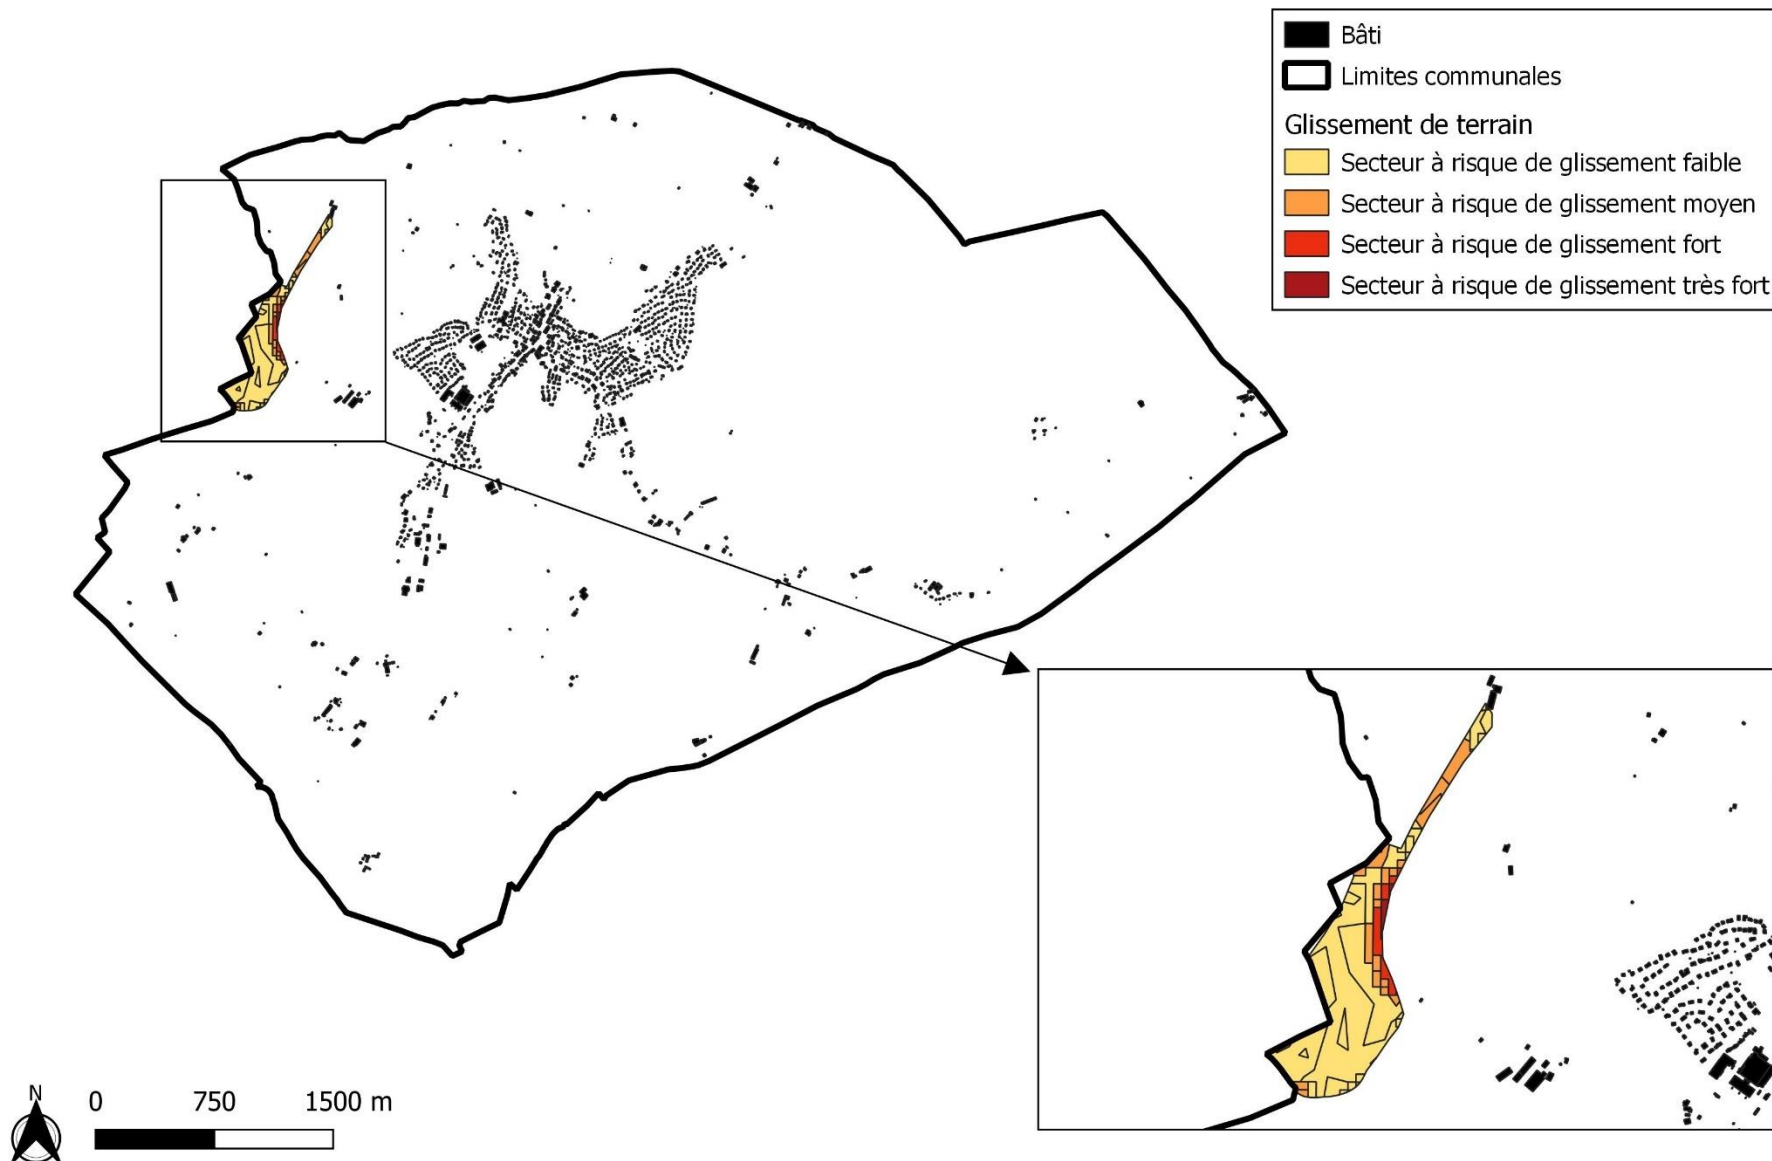 Bâti
Limites communales
Glissement de terrain
Secteur à risque de glissement faible
Secteur à risque de glissement moyen
Secteur à risque de glissement fort
Secteur à risque de glissement très fort
N
0 750 1500 m